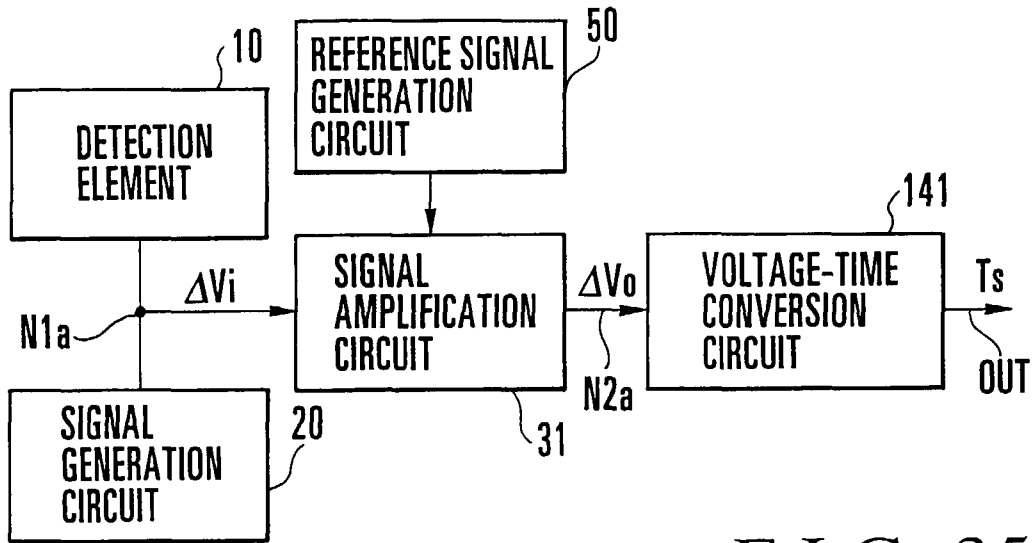 10
DETECTION
ELEMENT
REFERENCE SIGNAL
GENERATION
CIRCUIT
50
N1a
ΔVi
SIGNAL
AMPLIFICATION
CIRCUIT
31
ΔVo
N2a
VOLTAGE-TIME
CONVERSION
CIRCUIT
141
Ts
OUT
SIGNAL
GENERATION
CIRCUIT
20